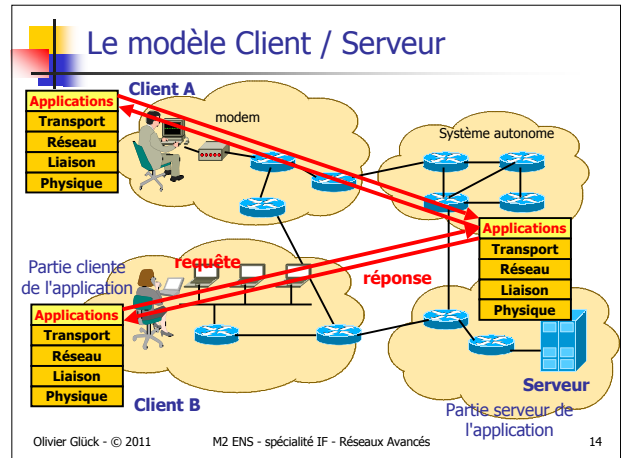 Le modèle Client / Serveur
Client A
Applications
Transport
Réseau
Liaison
Physique
modem
Système autonome
Applications
Transport
Réseau
Liaison
Physique
requête
réponse
Partie cliente
de l'application
Applications
Transport
Réseau
Liaison
Physique
Client B
Serveur
Partie serveur de
l'application
Olivier Glück - © 2011
M2 ENS - spécialité IF - Réseaux Avancés
14